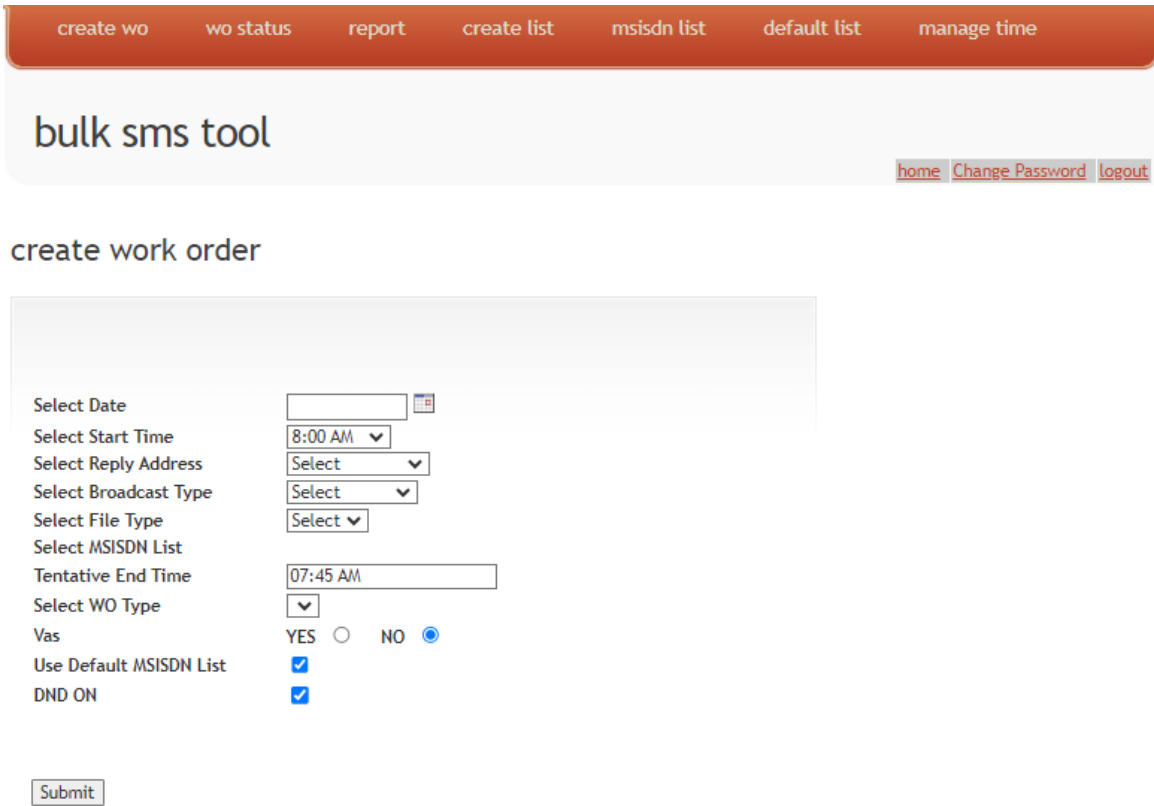 create wo wo status report create list msisdn list default list manage time
bulk sms tool
home Change Password logout
create work order
Select Date
Select Start Time 8:00 AM
Select Reply Address Select
Select Broadcast Type Select
Select File Type Select
Select MSISDN List
Tentative End Time 07:45 AM
Select WO Type
Vas YES NO
Use Default MSISDN List
DND ON
Submit